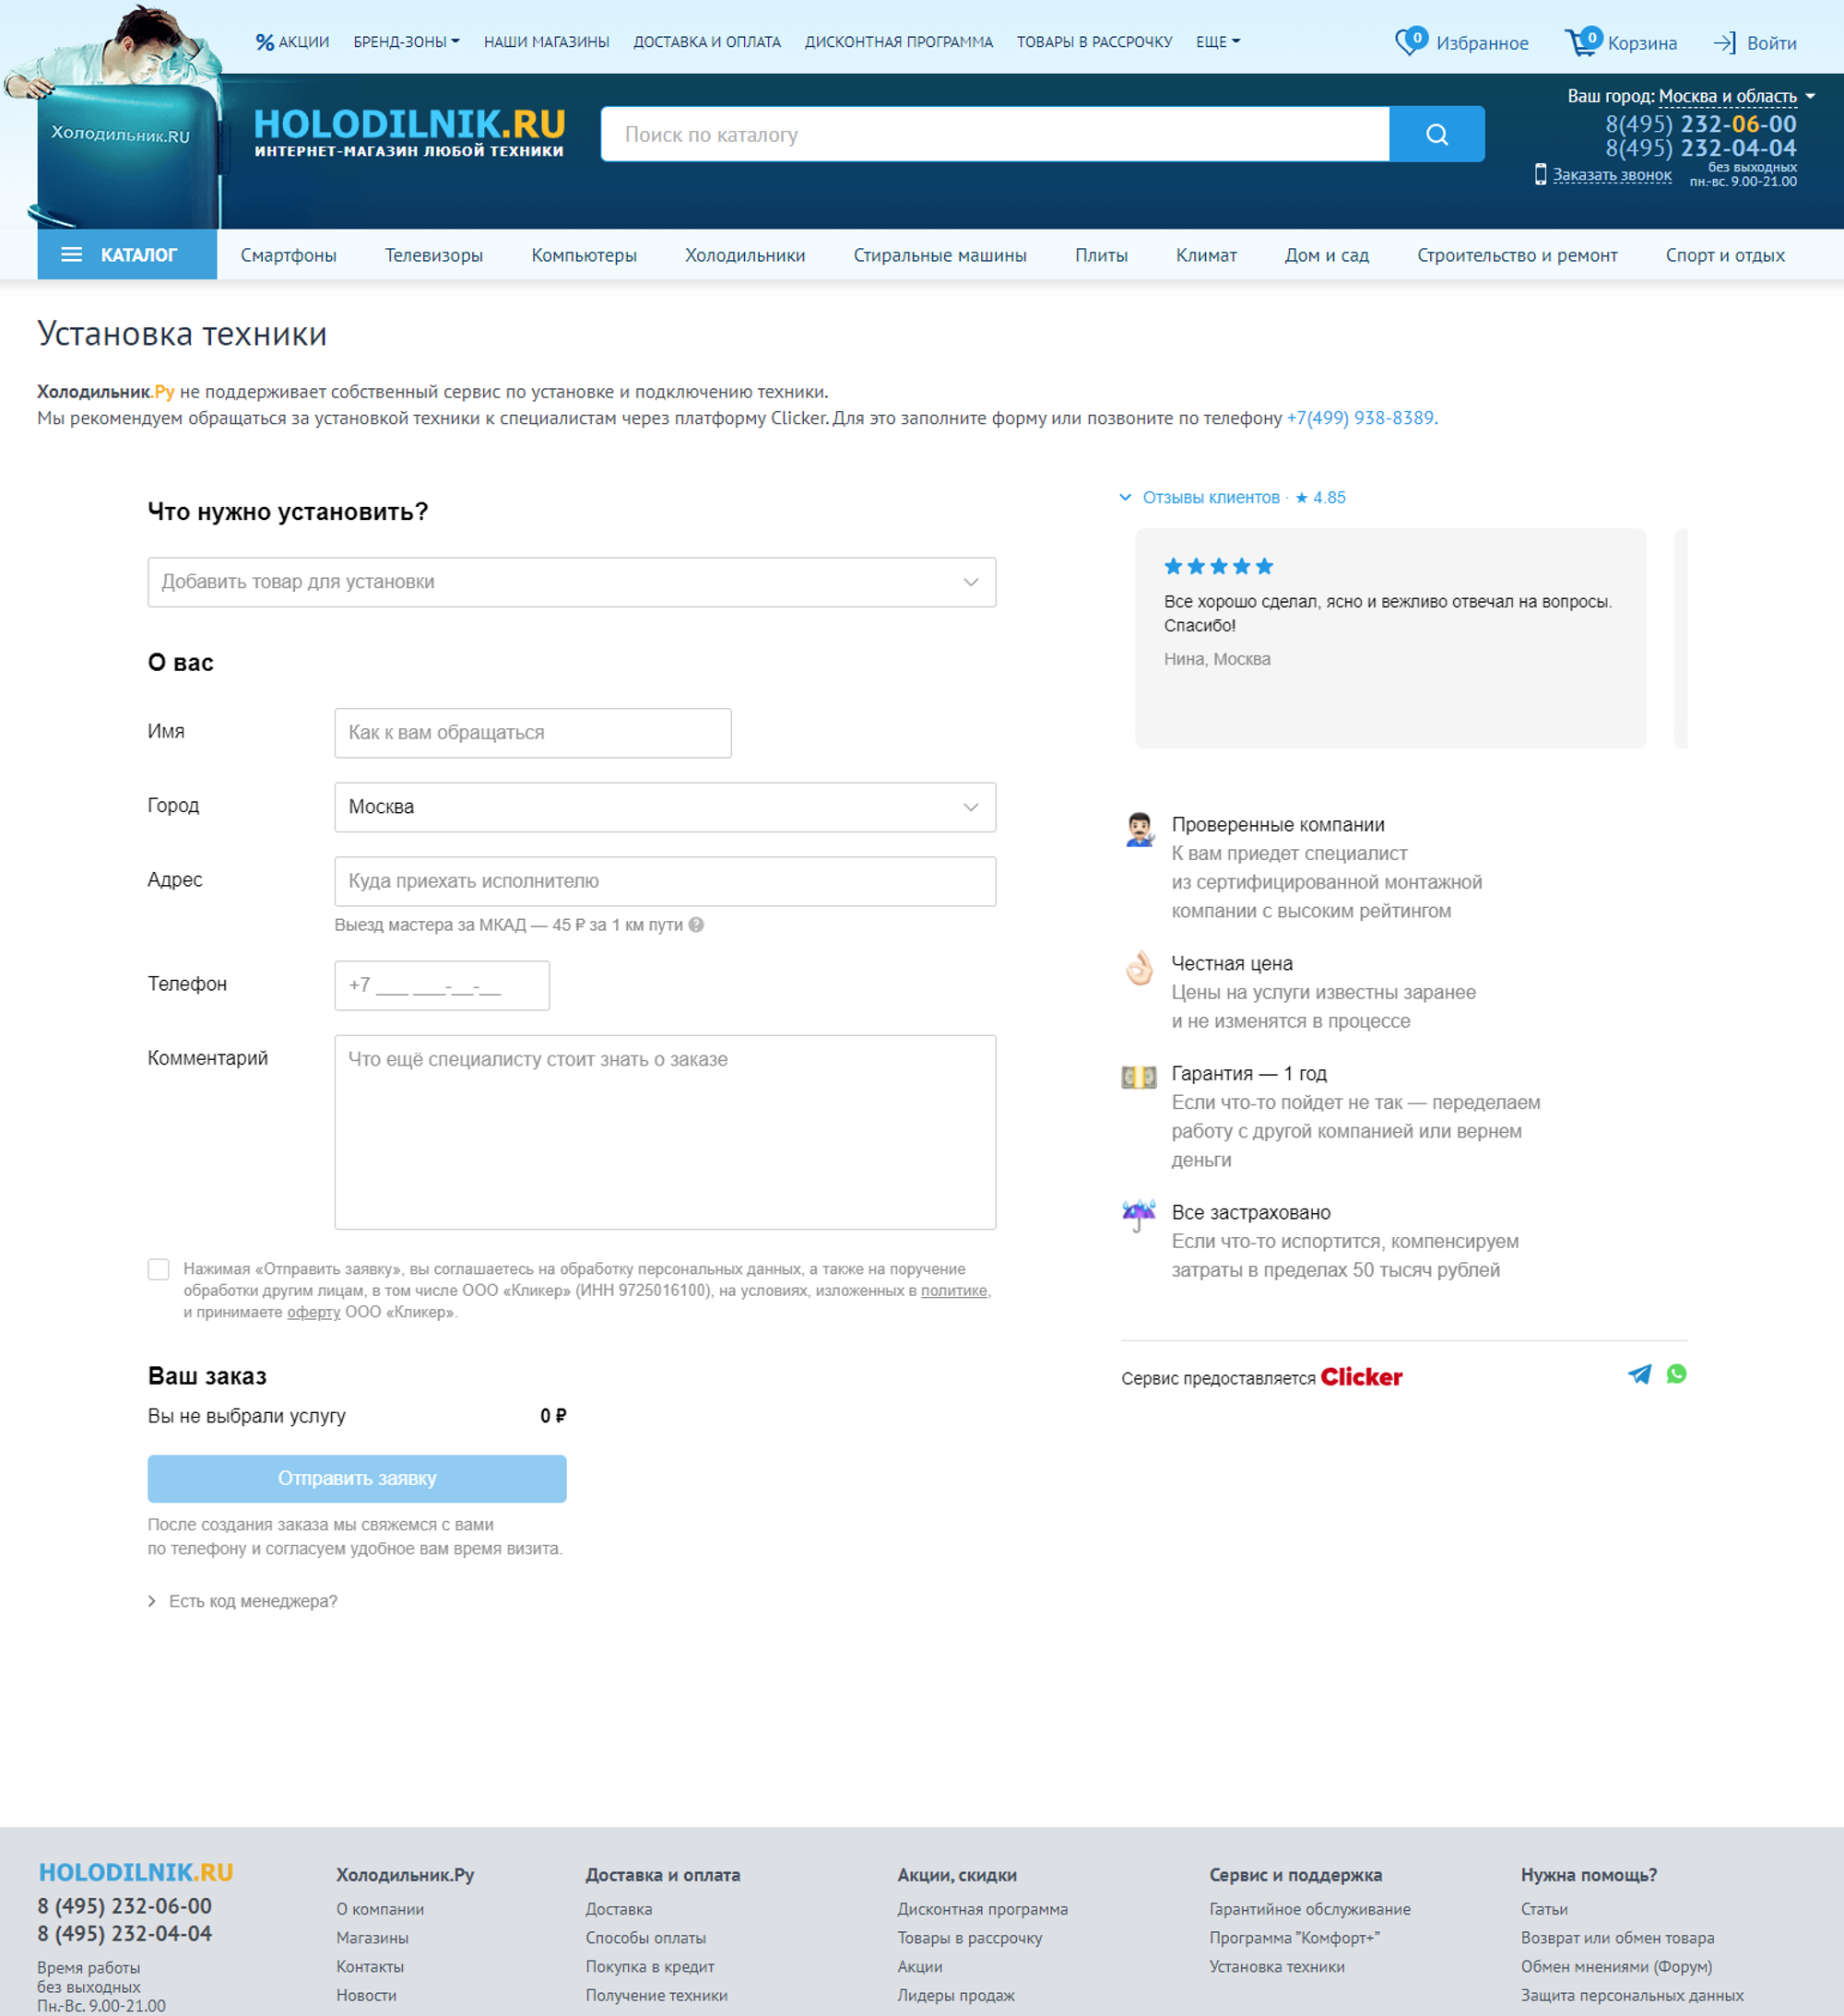 % АКЦИИ БРЕНД-ЗОНЫ НАШИ МАГАЗИНЫ ДОСТАВКА И ОПЛАТА ДИСКОНТНАЯ ПРОГРАММА ТОВАРЫ В РАССРОЧКУ ЕЩЕ 0 Избранное 0 Корзина Войти
Холодильник.RU
HOLODILNIK.RU
ИНТЕРНЕТ-МАГАЗИН ЛЮБОЙ ТЕХНИКИ
Поиск по каталогу
Ваш город: Москва и область
8(495) 232-06-00
8(495) 232-04-04
Заказать звонок
без выходных
пн.-вс. 9.00-21.00
КАТАЛОГ Смартфоны Телевизоры Компьютеры Холодильники Стиральные машины Плиты Климат Дом и сад Строительство и ремонт Спорт и отдых
Установка техники
Холодильник.Ру не поддерживает собственный сервис по установке и подключению техники.
Мы рекомендуем обращаться за установкой техники к специалистам через платформу Clicker. Для это заполните форму или позвоните по телефону +7(499) 938-8389.
Что нужно установить?
Добавить товар для установки
О вас
Имя
Как к вам обращаться
Город
Москва
Адрес
Куда приехать исполнителю
Выезд мастера за МКАД — 45 ₽ за 1 км пути ?
Телефон
+7 ___ ___-__-__
Комментарий
Что ещё специалисту стоит знать о заказе
Нажимая «Отправить заявку», вы соглашаетесь на обработку персональных данных, а также на поручение
обработки другим лицам, в том числе ООО «Кликер» (ИНН 9725016100), на условиях, изложенных в политике,
и принимаете оферту ООО «Кликер».
Ваш заказ
Вы не выбрали услугу 0 ₽
Отправить заявку
После создания заказа мы свяжемся с вами
по телефону и согласуем удобное вам время визита.
Есть код менеджера?
Отзывы клиентов · ★ 4.85
Все хорошо сделал, ясно и вежливо отвечал на вопросы.
Спасибо!
Нина, Москва
Проверенные компании
К вам приедет специалист
из сертифицированной монтажной
компании с высоким рейтингом
Честная цена
Цены на услуги известны заранее
и не изменятся в процессе
Гарантия — 1 год
Если что-то пойдет не так — переделаем
работу с другой компанией или вернем
деньги
Все застраховано
Если что-то испортится, компенсируем
затраты в пределах 50 тысяч рублей
Сервис предоставляется Clicker
HOLODILNIK.RU
8 (495) 232-06-00
8 (495) 232-04-04
Время работы
без выходных
Пн.-Вс. 9.00-21.00
Холодильник.Ру
О компании
Магазины
Контакты
Новости
Доставка и оплата
Доставка
Способы оплаты
Покупка в кредит
Получение техники
Акции, скидки
Дисконтная программа
Товары в рассрочку
Акции
Лидеры продаж
Сервис и поддержка
Гарантийное обслуживание
Программа "Комфорт+"
Установка техники
Нужна помощь?
Статьи
Возврат или обмен товара
Обмен мнениями (Форум)
Защита персональных данных